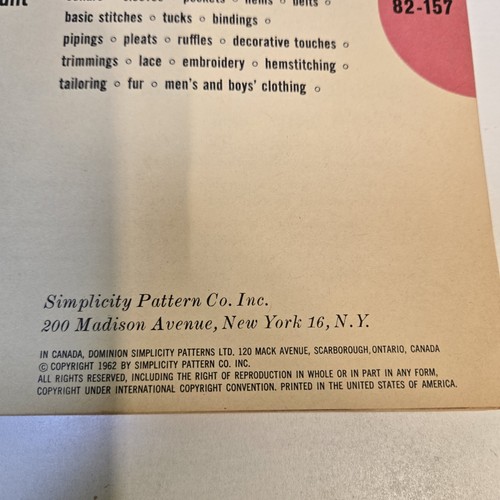 82-157
basic stitches o tucks o bindings o
pipings o pleats o ruffles o decorative touches o
trimmings o lace o embroidery o hemstitching o
tailoring o fur o men's and boys' clothing o
Simplicity Pattern Co. Inc.
200 Madison Avenue, New York 16, N.Y.
IN CANADA, DOMINION SIMPLICITY PATTERNS LTD. 120 MACK AVENUE, SCARBOROUGH, ONTARIO, CANADA
© COPYRIGHT 1962 BY SIMPLICITY PATTERN CO. INC.
ALL RIGHTS RESERVED, INCLUDING THE RIGHT OF REPRODUCTION IN WHOLE OR IN PART IN ANY FORM,
COPYRIGHT UNDER INTERNATIONAL COPYRIGHT CONVENTION. PRINTED IN THE UNITED STATES OF AMERICA.